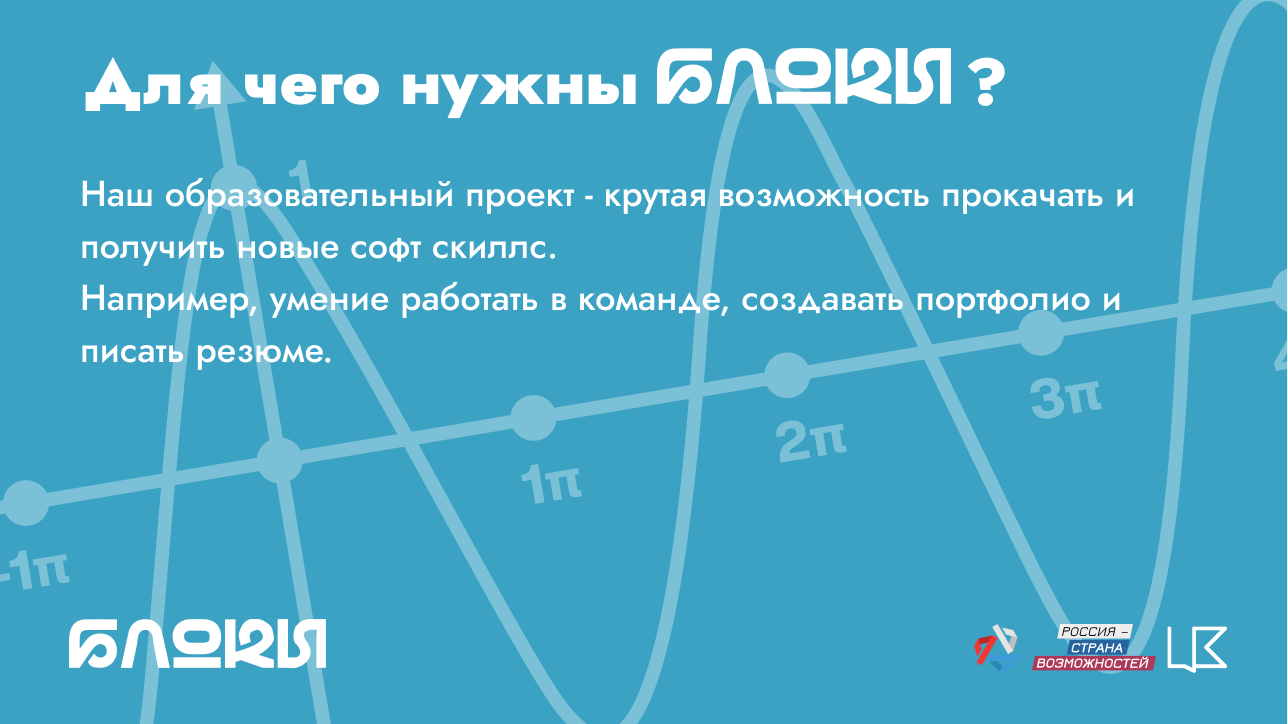 Для чего нужны БЛОКИ ?
1
Наш образовательный проект - крутая возможность прокачать и
получить новые софт скиллс.
Например, умение работать в команде, создавать портфолио и
писать резюме.
4
3π
2π
1π
-1π
БЛОКИ
РОССИЯ –
СТРАНА
ВОЗМОЖНОСТЕЙ